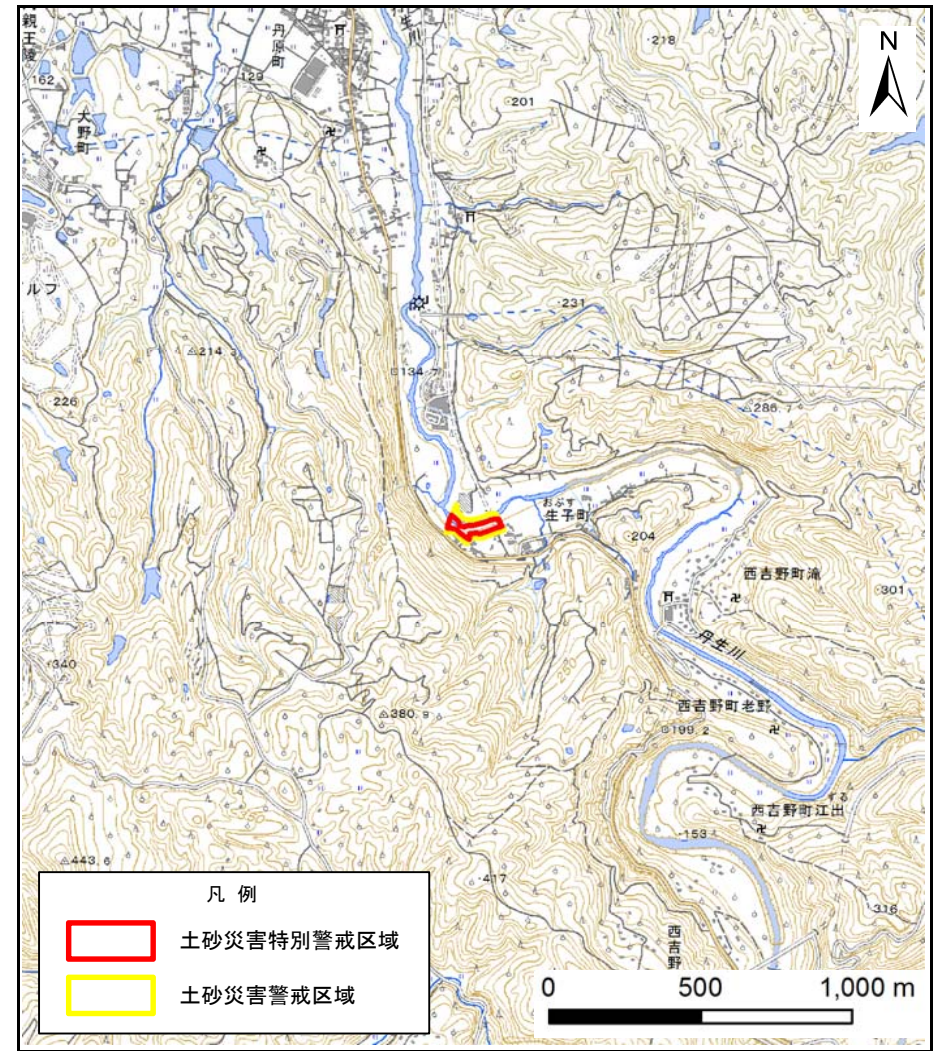 親王陵
丹原町
丹生川
N
218
162
129
201
大野町
231
ルフ
214
134.7
226
286.7
おぶす
生子町
204
西吉野町滝
301
丹生川
340
西吉野町老野
380.9
199.2
する
西吉野町江出
153
443.6
417
316
西吉野
凡 例
土砂災害特別警戒区域
土砂災害警戒区域
0 500 1,000 m